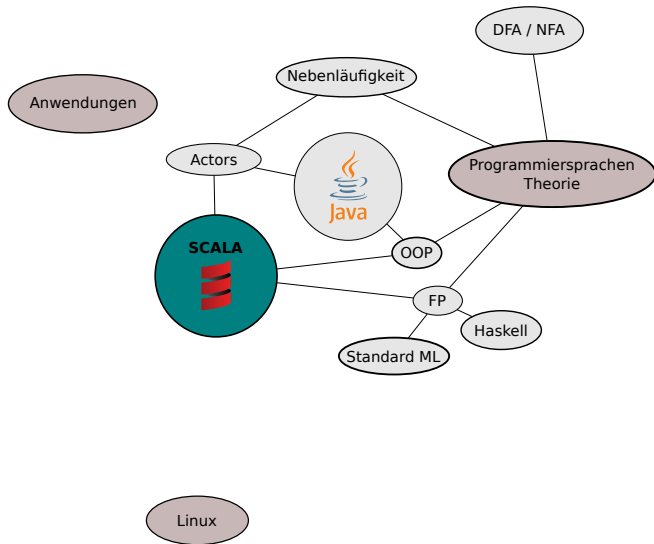 DFA / NFA
Nebenläufigkeit
Anwendungen
Actors
Programmiersprachen
Theorie
Java
SCALA
OOP
FP
Haskell
Standard ML
Linux